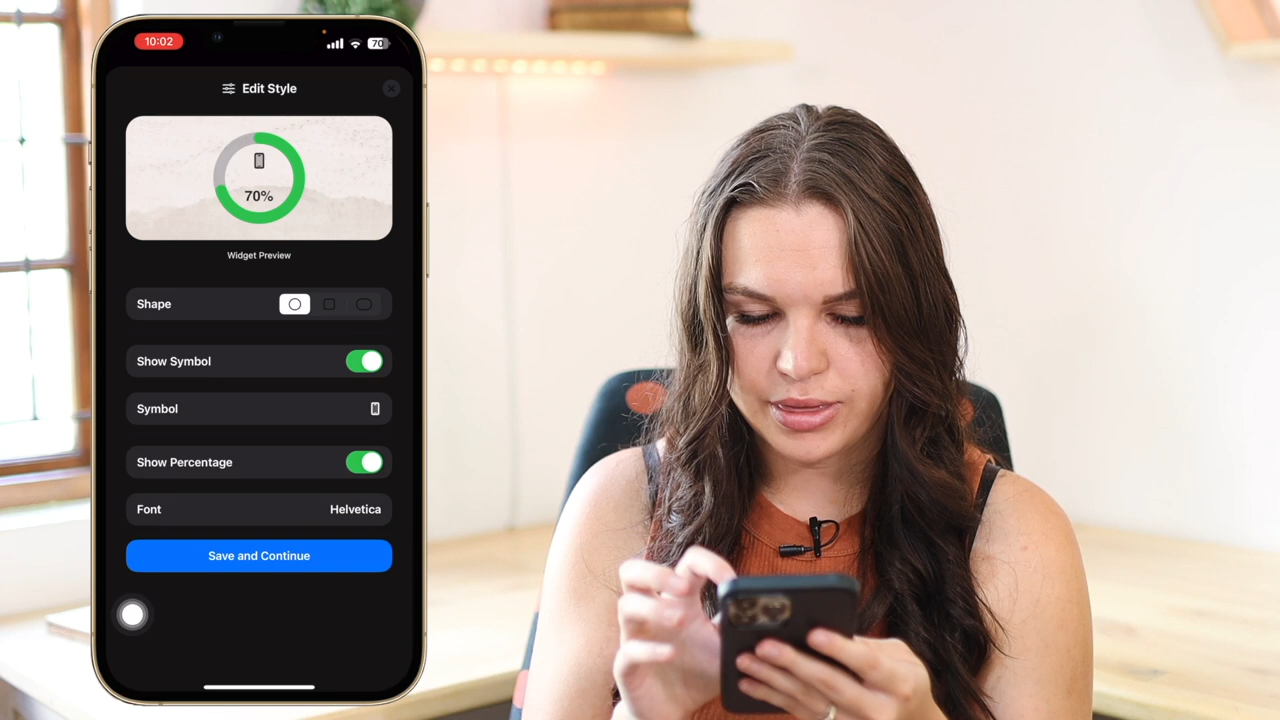 10:02
70
Edit Style
70%
Widget Preview
Shape
Show Symbol
Symbol
Show Percentage
Font Helvetica
Save and Continue